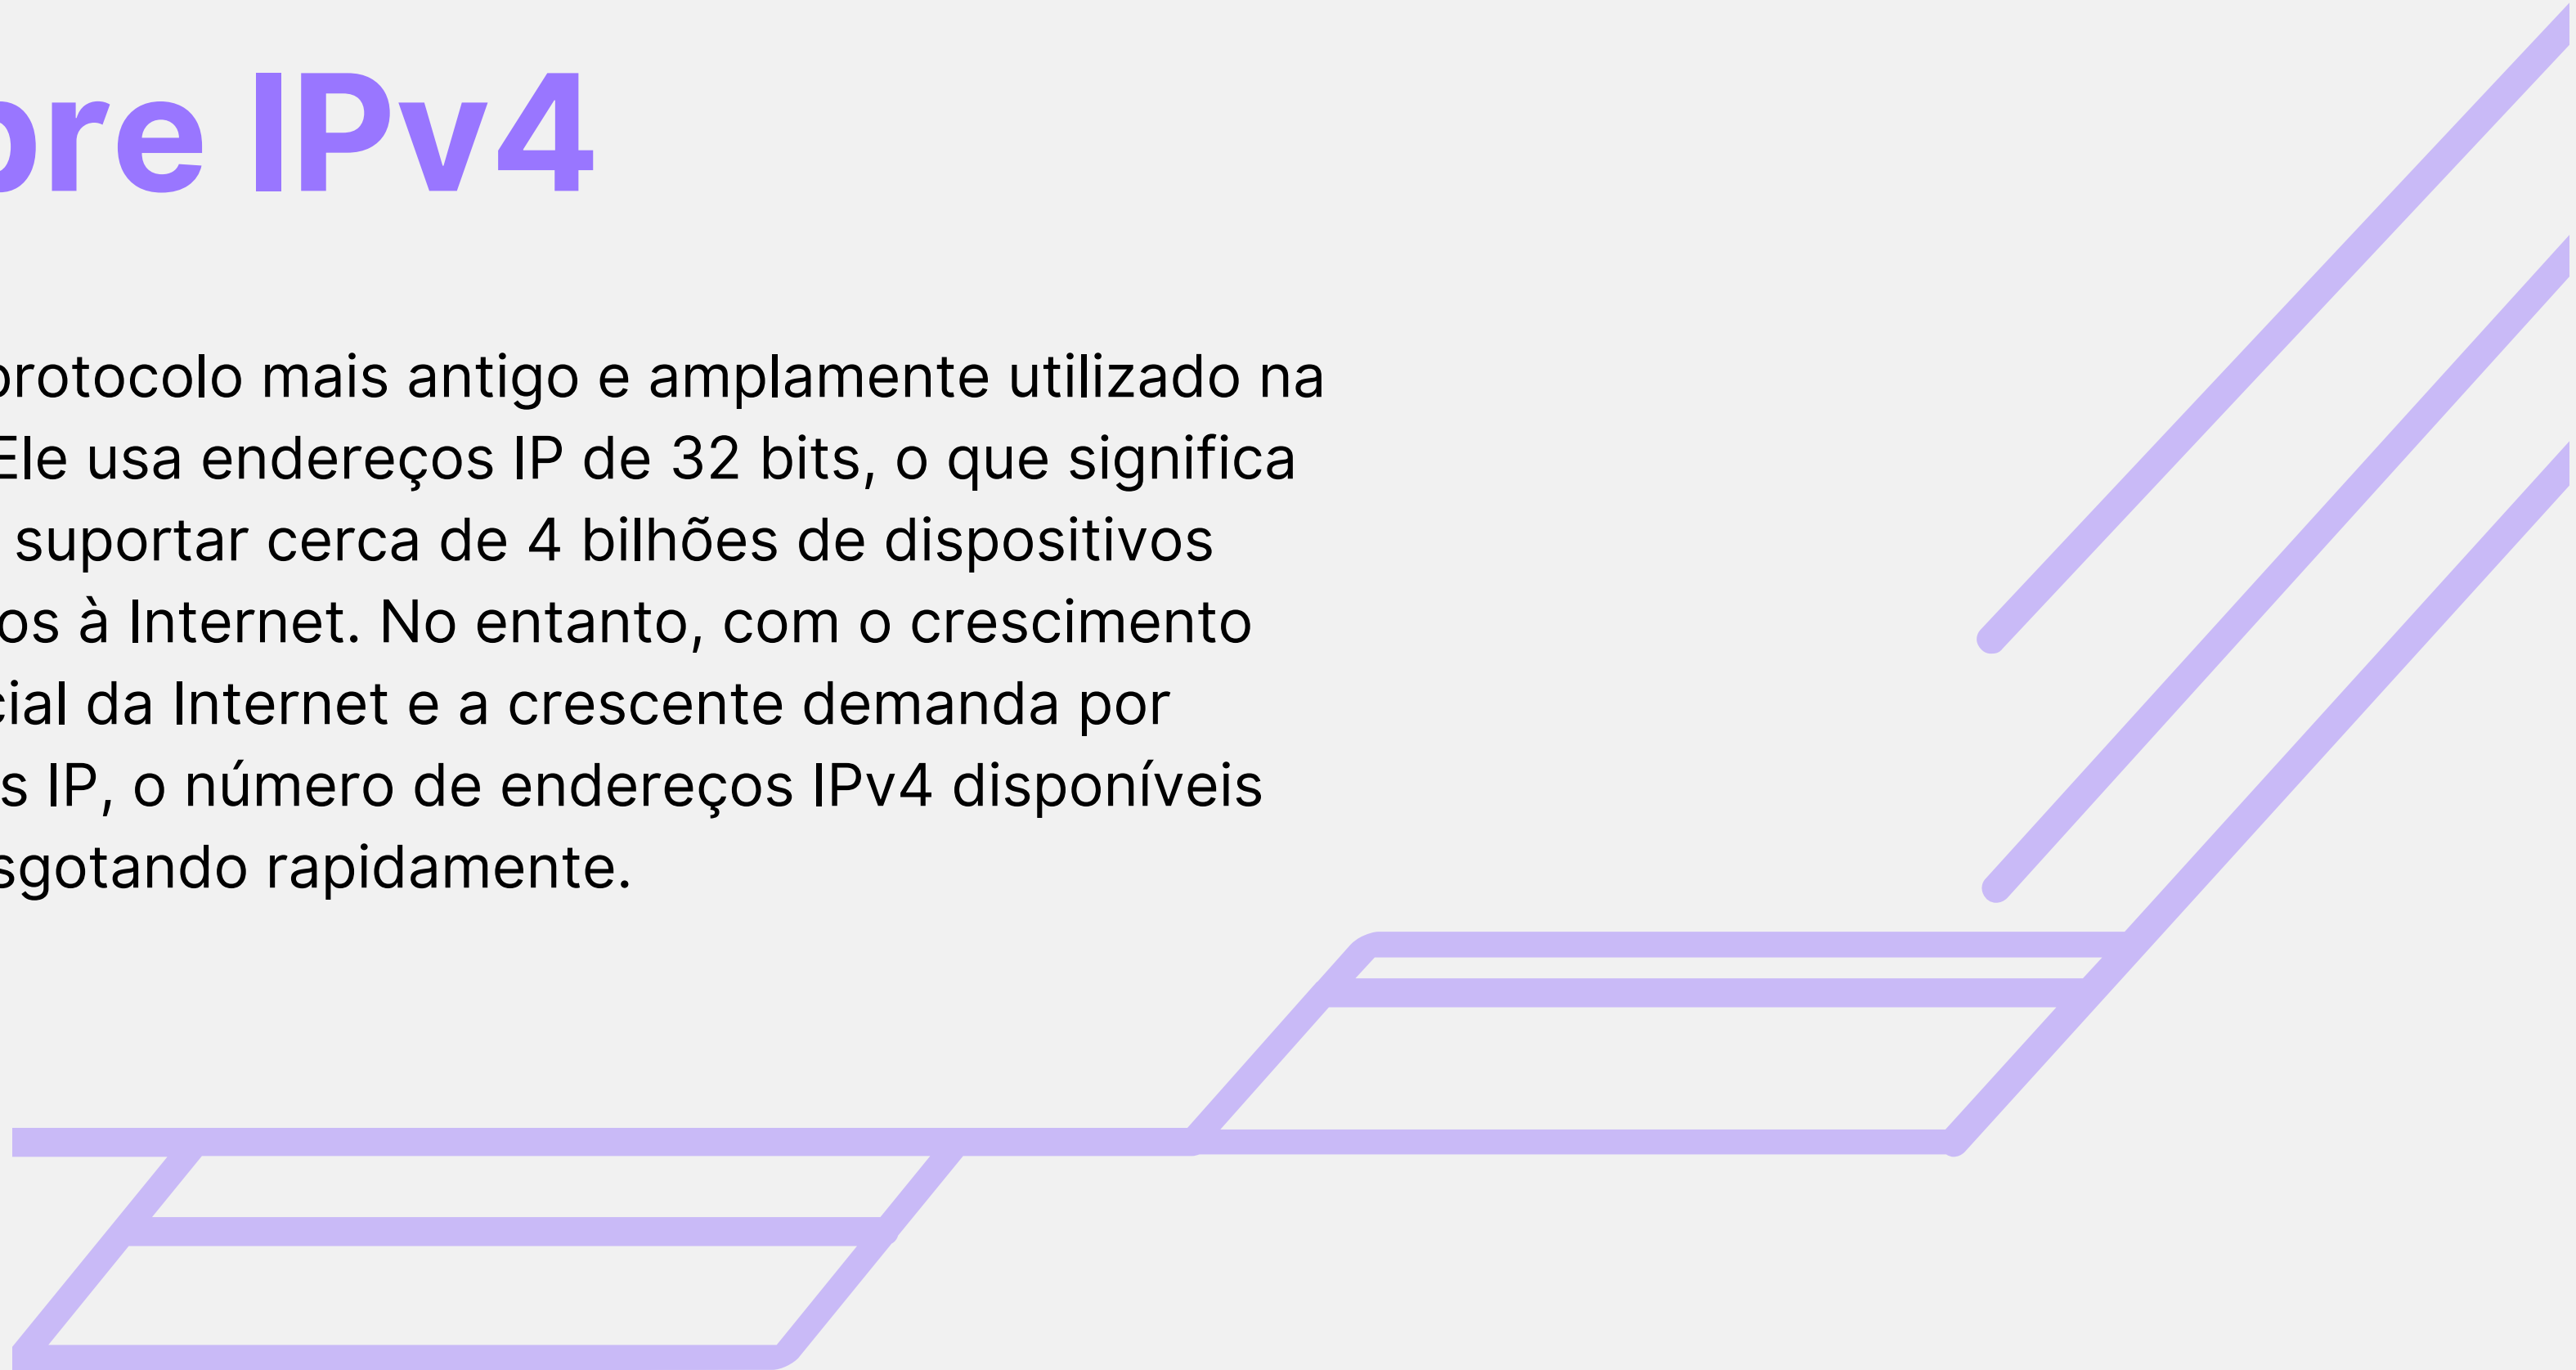 bre IPv4
protocolo mais antigo e amplamente utilizado na
Ele usa endereços IP de 32 bits, o que significa
suportar cerca de 4 bilhões de dispositivos
os à Internet. No entanto, com o crescimento
cial da Internet e a crescente demanda por
s IP, o número de endereços IPv4 disponíveis
sgotando rapidamente.